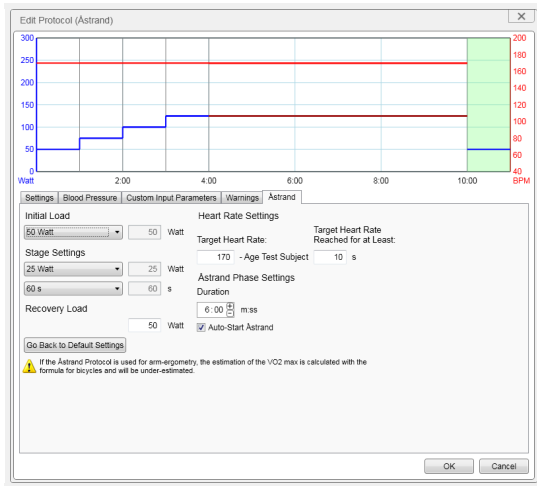 Edit Protocol (Åstrand)
300
250
200
150
100
50
0
Watt
200
180
160
140
120
100
80
60
40
BPM
2:00
4:00
6:00
8:00
10:00
Settings
Blood Pressure
Custom Input Parameters
Warnings
Åstrand
Initial Load
50 Watt
50 Watt
Stage Settings
25 Watt
25 Watt
60 s
60 s
Recovery Load
50 Watt
Go Back to Default Settings
Heart Rate Settings
Target Heart Rate:
Target Heart Rate
Reached for at Least:
170 - Age Test Subject
10 s
Åstrand Phase Settings
Duration
6:00 m:ss
Auto-Start Åstrand
If the Åstrand Protocol is used for arm-ergometry, the estimation of the VO2 max is calculated with the
formula for bicycles and will be under-estimated.
OK
Cancel